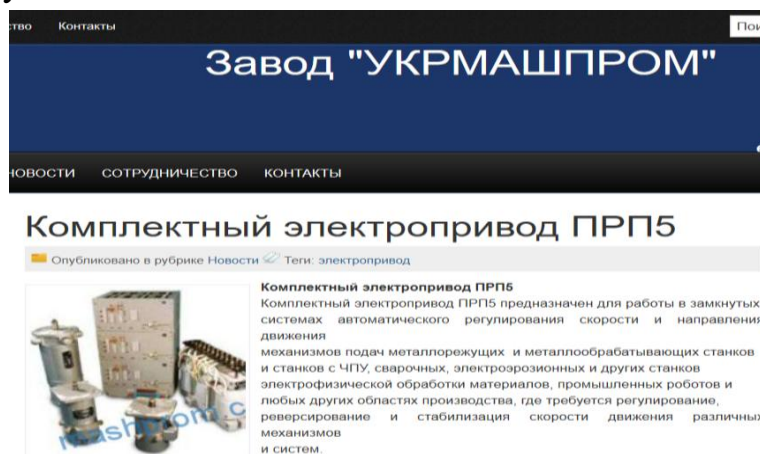 Контакты
Завод "УКРМАШПРОМ"
НОВОСТИ СОТРУДНИЧЕСТВО КОНТАКТЫ
Комплектный электропривод ПРП5
Опубликовано в рубрике Новости Теги: электропривод
Комплектный электропривод ПРП5
Комплектный электропривод ПРП5 предназначен для работы в замкнутых
системах автоматического регулирования скорости и направления
движения
механизмов подач металлорежущих и металлообрабатывающих станков
и станков с ЧПУ, сварочных, электроэрозионных и других станков
электрофизической обработки материалов, промышленных роботов и
любых других областях производства, где требуется регулирование,
реверсирование и стабилизация скорости движения различных
механизмов
и систем.